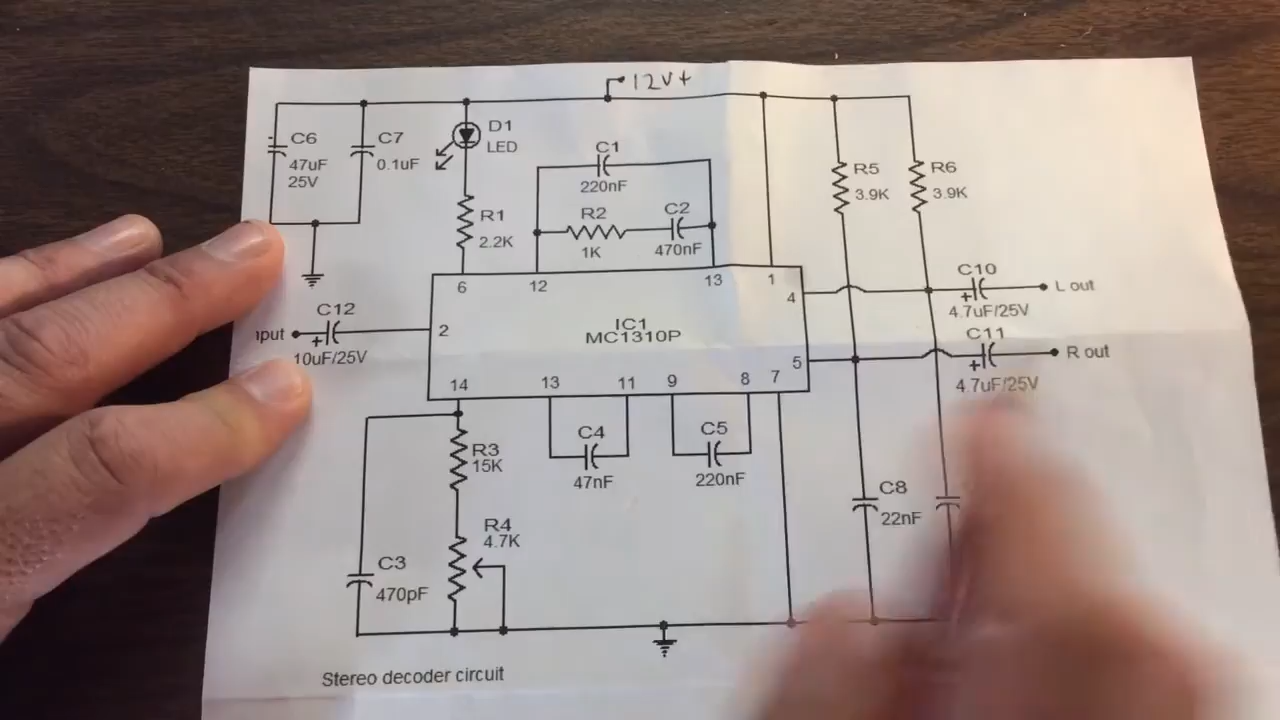 12V+
C6
47uF
25V
C7
0.1uF
D1
LED
C1
220nF
R2
1K
C2
470nF
R1
2.2K
R5
3.9K
R6
3.9K
6
12
13
1
4
C10
+
4.7uF/25V
L out
C12
+
10uF/25V
2
IC1
MC1310P
5
C11
+
4.7uF/25V
R out
14
13
11
9
8
7
R3
15K
C4
47nF
C5
220nF
R4
4.7K
C8
22nF
C3
470pF
Stereo decoder circuit